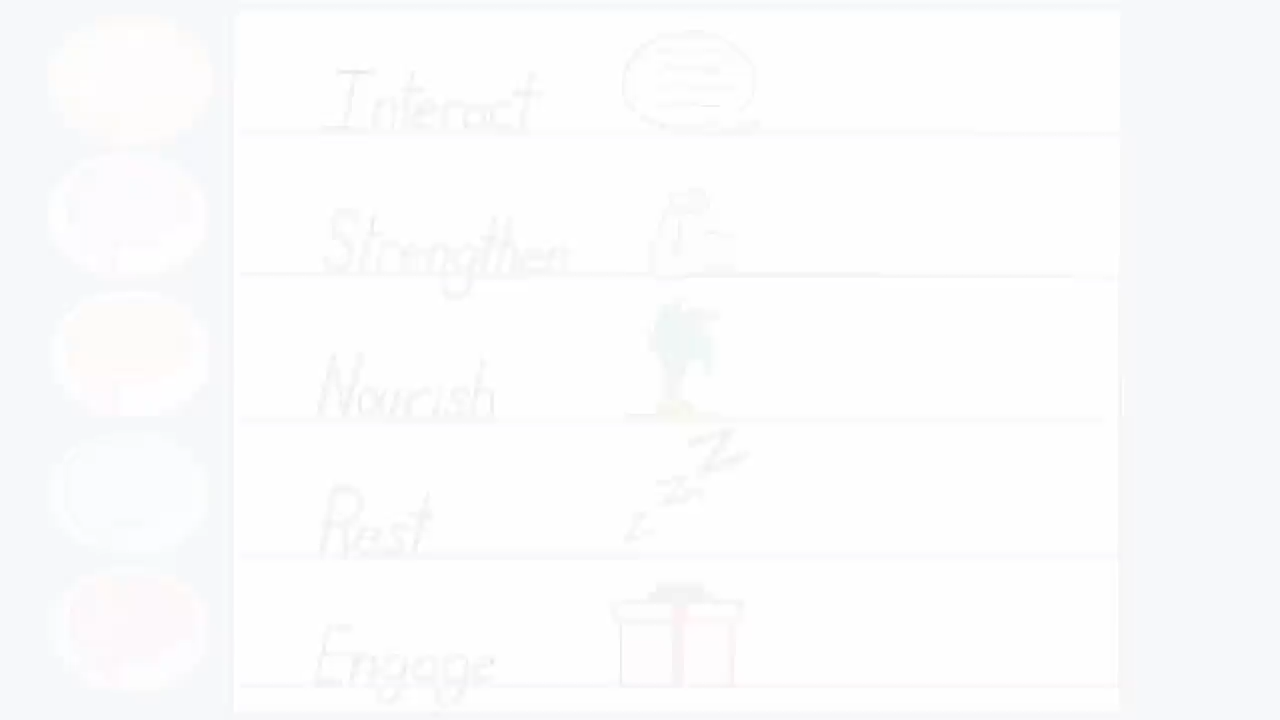 Interact
Strengthen
Nourish
z z Z
Rest
Engage